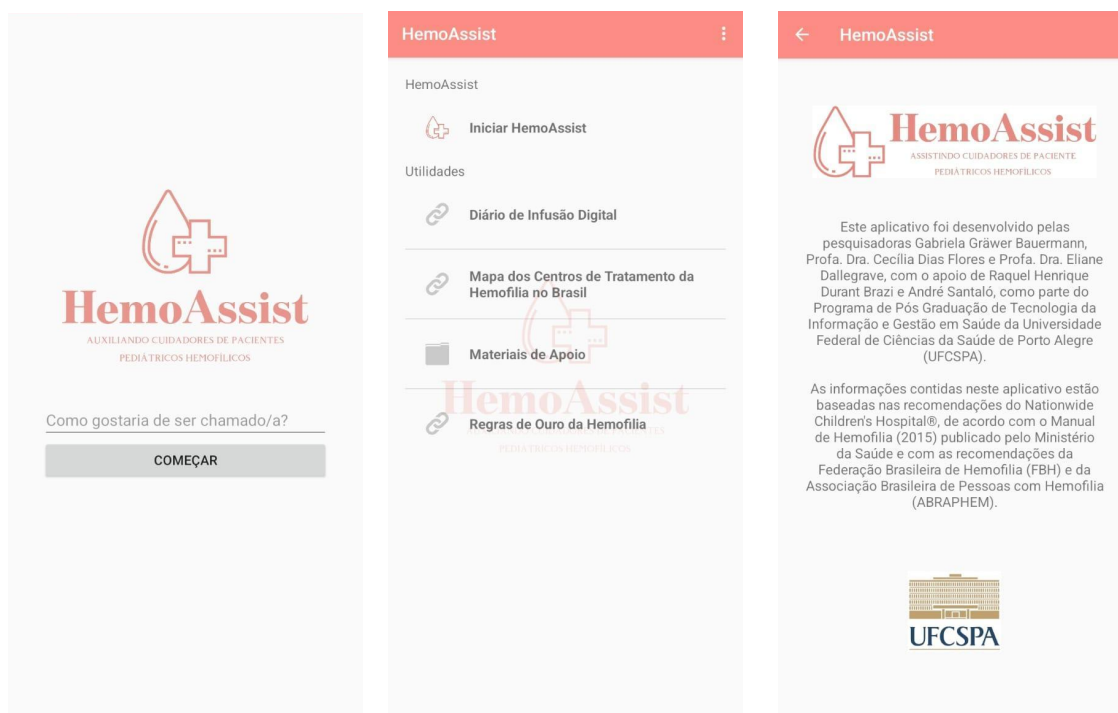 HemoAssist
AUXILIANDO CUIDADORES DE PACIENTES
PEDIÁTRICOS HEMOFÍLICOS
Como gostaria de ser chamado/a?
COMEÇAR
HemoAssist
HemoAssist
Iniciar HemoAssist
Utilidades
Diário de Infusão Digital
Mapa dos Centros de Tratamento da
Hemofilia no Brasil
Materiais de Apoio
HemoAssist
Regras de Ouro da Hemofilia
PEDIÁTRICOS HEMOFÍLICOS
HemoAssist
HemoAssist
ASSISTINDO CUIDADORES DE PACIENTE
PEDIÁTRICOS HEMOFÍLICOS
Este aplicativo foi desenvolvido pelas
pesquisadoras Gabriela Gräwer Bauermann,
Profa. Dra. Cecília Dias Flores e Profa. Dra. Eliane
Dallegrave, com o apoio de Raquel Henrique
Durant Brazi e André Santaló, como parte do
Programa de Pós Graduação de Tecnologia da
Informação e Gestão em Saúde da Universidade
Federal de Ciências da Saúde de Porto Alegre
(UFCSPA).
As informações contidas neste aplicativo estão
baseadas nas recomendações do Nationwide
Children's Hospital®, de acordo com o Manual
de Hemofilia (2015) publicado pelo Ministério
da Saúde e com as recomendações da
Federação Brasileira de Hemofilia (FBH) e da
Associação Brasileira de Pessoas com Hemofilia
(ABRAPHEM).
UFCSPA